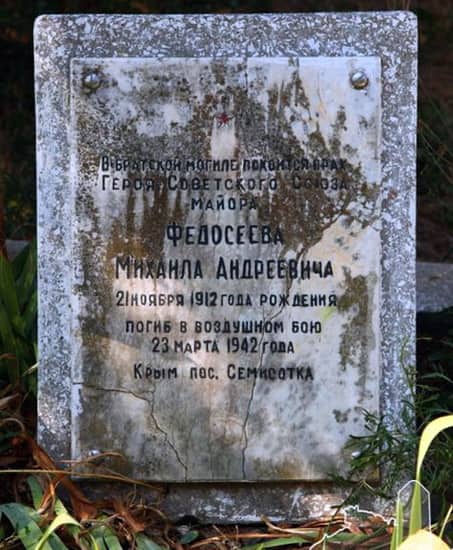 В братской могиле покоится прах
Героя Советского Союза
майора
Федосеева
Михаила Андреевича
21 ноября 1912 года рождения
погиб в воздушном бою
23 марта 1942 года
Крым пос. Семисотка